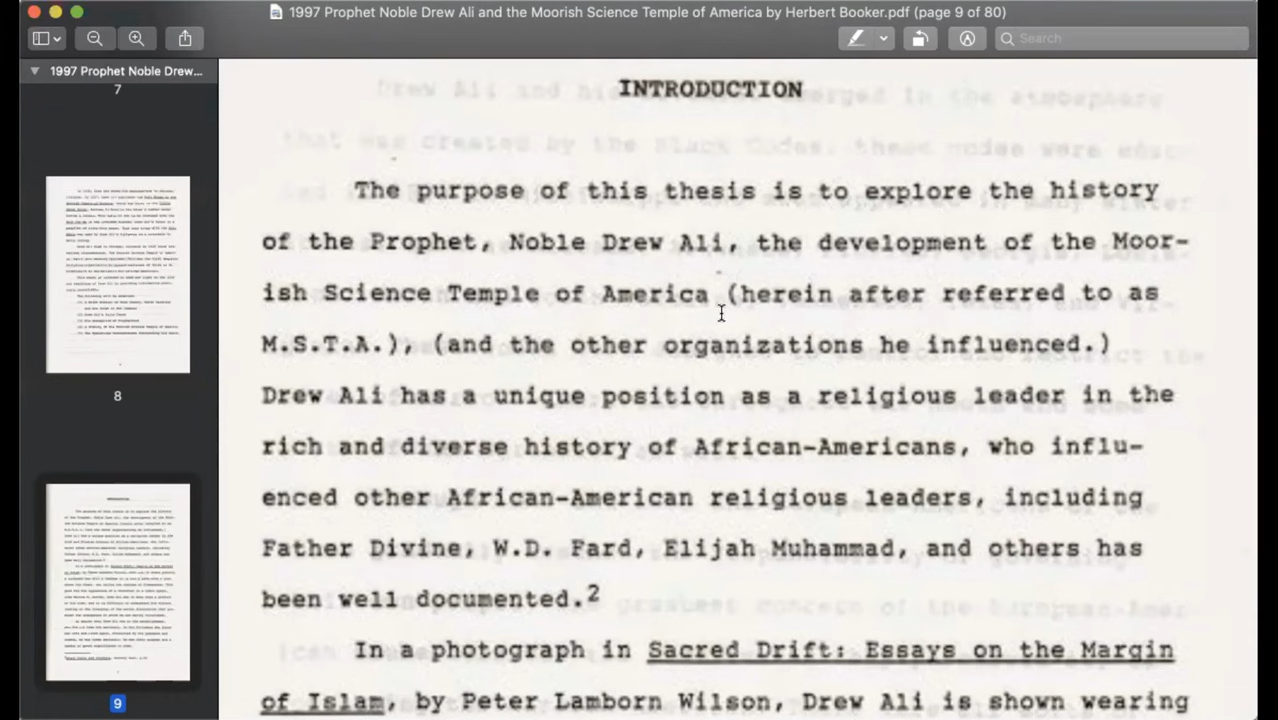 1997 Prophet Noble Drew Ali and the Moorish Science Temple of America by Herbert Booker.pdf (page 9 of 80)
Search
1997 Prophet Noble Drew...
7
8
9
INTRODUCTION
The purpose of this thesis is to explore the history
of the Prophet, Noble Drew Ali, the development of the Moor-
ish Science Temple of America (herein after referred to as
M.S.T.A.), (and the other organizations he influenced.)
Drew Ali has a unique position as a religious leader in the
rich and diverse history of African-Americans, who influ-
enced other African-American religious leaders, including
Father Divine, W.F. Fard, Elijah Muhammad, and others has
been well documented.2
In a photograph in Sacred Drift: Essays on the Margin
of Islam, by Peter Lamborn Wilson, Drew Ali is shown wearing